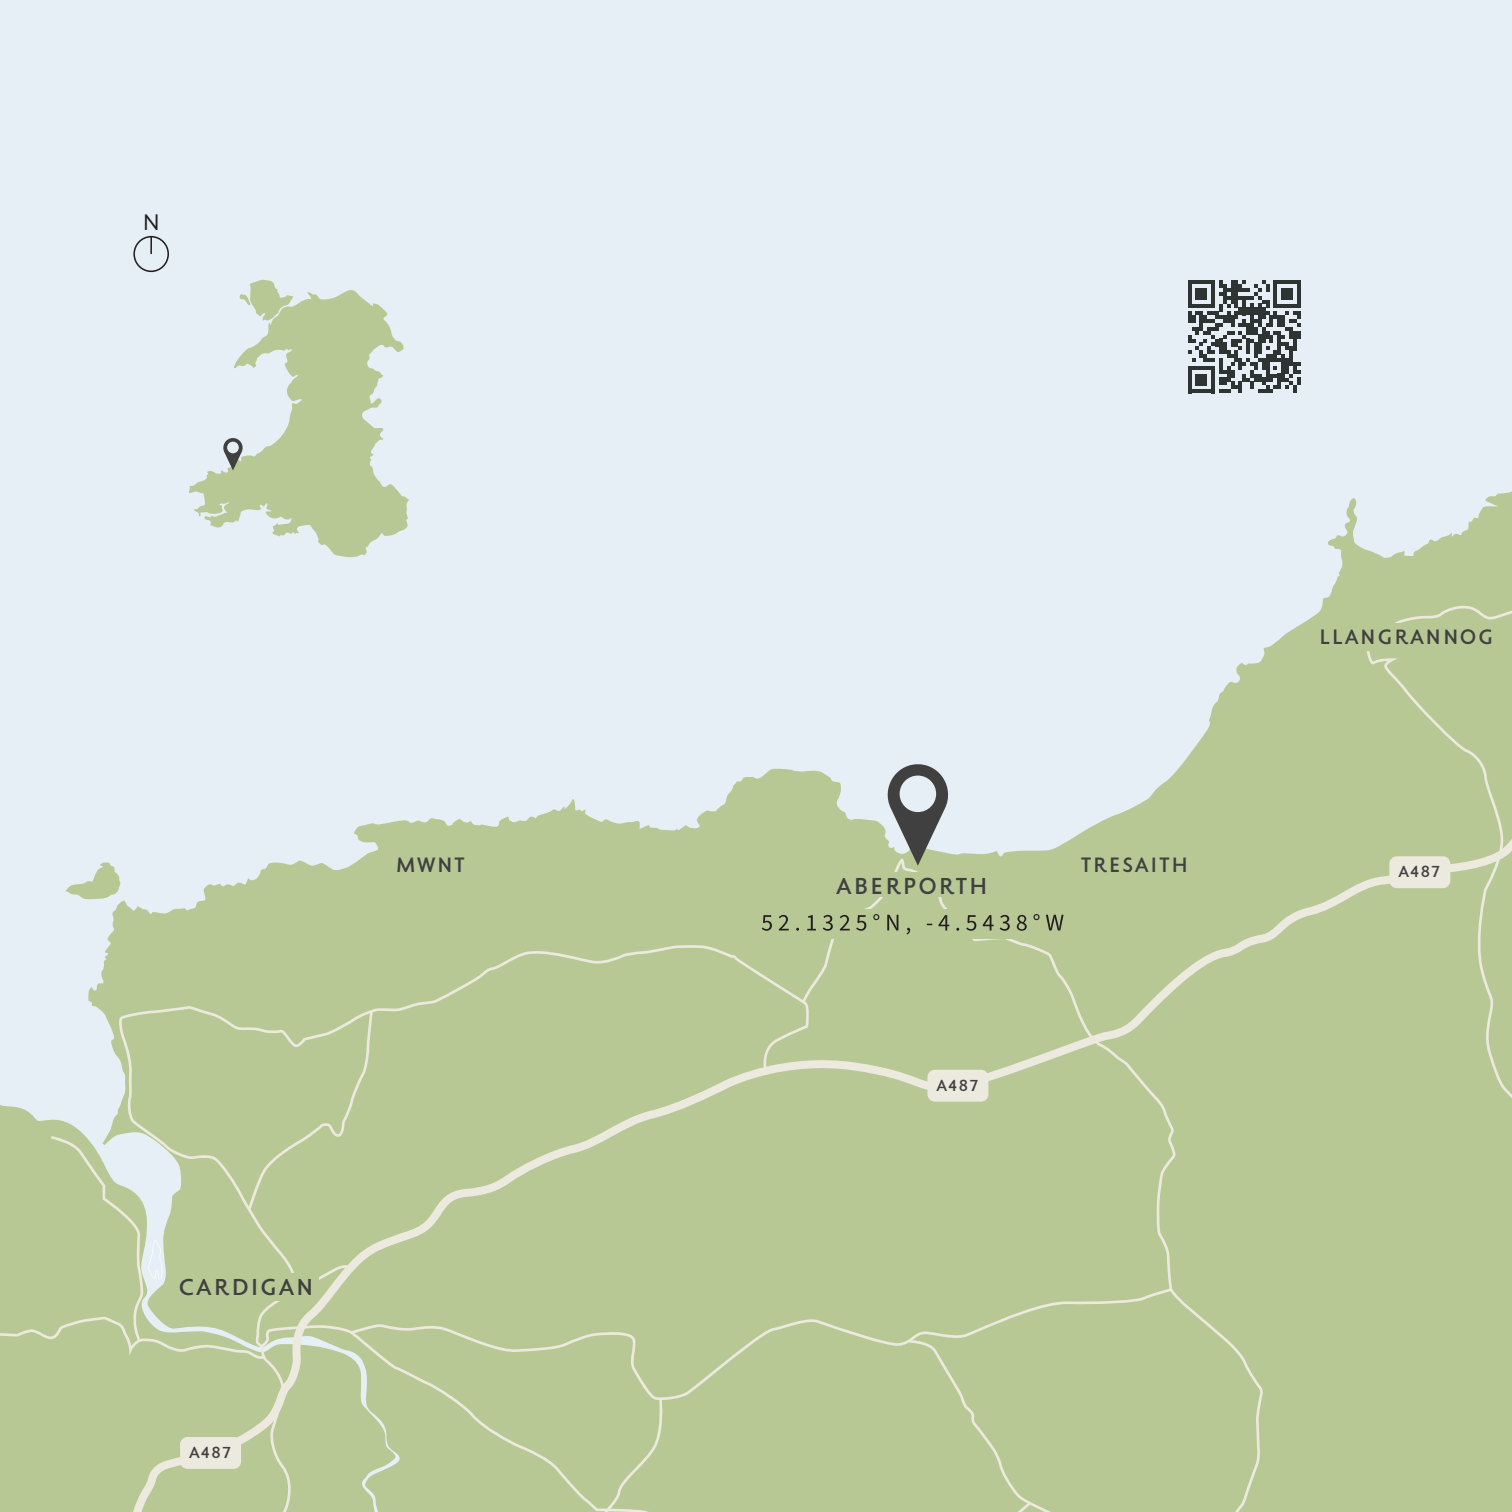 N
LLANGRANNOG
MWNT
TRESAITH
A487
ABERPORTH
52.1325°N, -4.5438°W
A487
CARDIGAN
A487